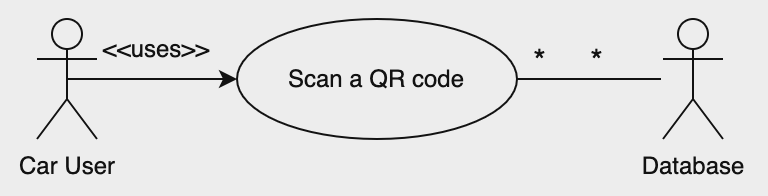 <<uses>>
* *
Scan a QR code
Car User
Database